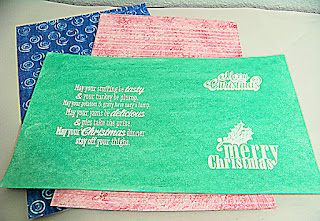 May your stuffing be tasty
& your turkey be plump.
May your potatoes & gravy have nary a lump.
May your yams be delicious
& pies take the prize.
May your Christmas dinner
stay off your thighs.
Merry
Christmas
merry
Christmas